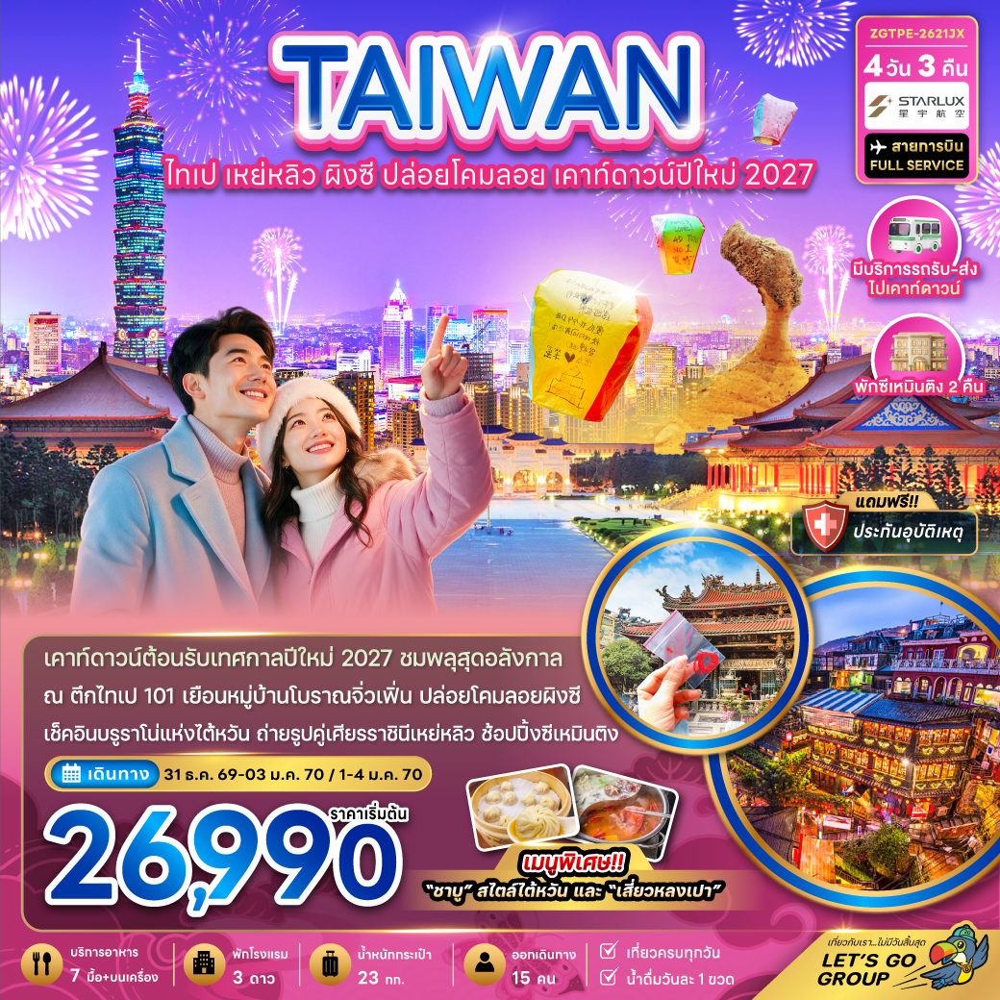 TAIWAN
ไทเป เหย่หลิว ผิงซี ปล่อยโคมลอย เคาท์ดาวน์ปีใหม่ 2027
ZGTPE-2621JX
4 วัน 3 คืน
STARLUX
星宇航空
สายการบิน
FULL SERVICE
มีบริการรถรับ-ส่ง
ไปเคาท์ดาวน์
พักซีเหมินติง 2 คืน
แถมฟรี!!
ประกันอุบัติเหตุ
เคาท์ดาวน์ต้อนรับเทศกาลปีใหม่ 2027 ชมพลุสุดอลังกาล
ณ ตึกไทเป 101 เยือนหมู่บ้านโบราณจิ่วเฟิ่น ปล่อยโคมลอยผิงซี
เช็คอินบรูราโน่แห่งไต้หวัน ถ่ายรูปคู่เศียรราชินีเหย่หลิว ช้อปปิ้งซีเหมินติง
เดินทาง 31 ธ.ค. 69-03 ม.ค. 70 / 1-4 ม.ค. 70
ราคาเริ่มต้น
26,990
เมนูพิเศษ!!
“ชาบู” สไตล์ไต้หวัน และ “เสี่ยวหลงเปา”
บริการอาหาร
7 มื้อ+บนเครื่อง
พักโรงแรม
3 ดาว
น้ำหนักกระเป๋า
23 กก.
ออกเดินทาง
15 คน
เที่ยวครบทุกวัน
น้ำดื่มวันละ 1 ขวด
เที่ยวกับเรา...ไม่มีวันสิ้นสุด
LET'S GO
GROUP